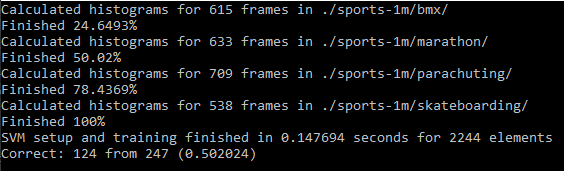 Calculated histograms for 615 frames in ./sports-1m/bmx/
Finished 24.6493%
Calculated histograms for 633 frames in ./sports-1m/marathon/
Finished 50.02%
Calculated histograms for 709 frames in ./sports-1m/parachuting/
Finished 78.4369%
Calculated histograms for 538 frames in ./sports-1m/skateboarding/
Finished 100%
SVM setup and training finished in 0.147694 seconds for 2244 elements
Correct: 124 from 247 (0.502024)